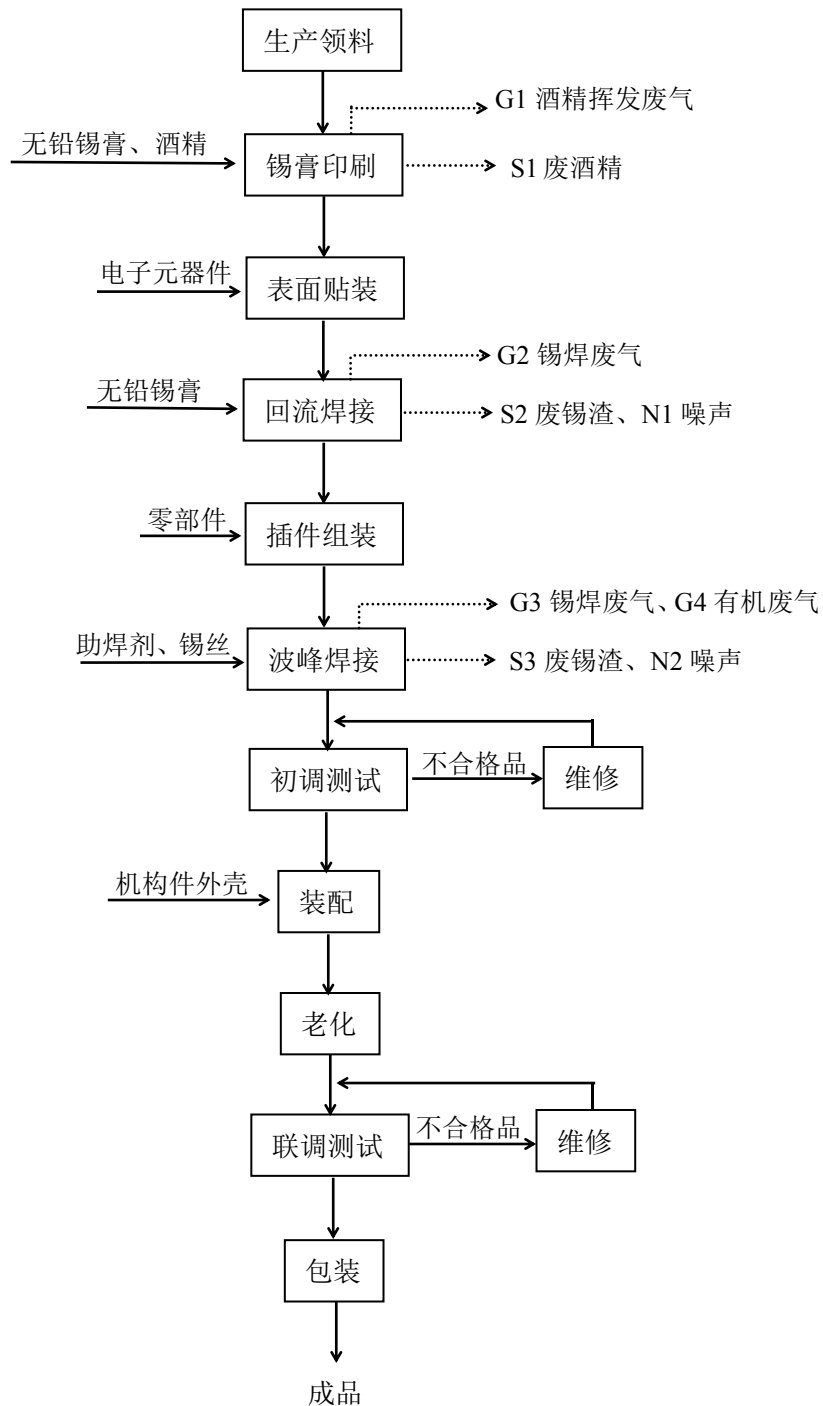 生产领料
G1 酒精挥发废气
无铅锡膏、酒精
锡膏印刷
S1 废酒精
电子元器件
表面贴装
G2 锡焊废气
无铅锡膏
回流焊接
S2 废锡渣、N1 噪声
零部件
插件组装
G3 锡焊废气、G4 有机废气
助焊剂、锡丝
波峰焊接
S3 废锡渣、N2 噪声
初调测试
不合格品
维修
机构件外壳
装配
老化
联调测试
不合格品
维修
包装
成品